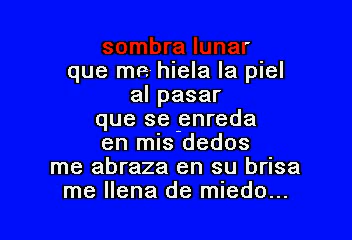 sombra lunar
que me hiela la piel
al pasar
que se enreda
en mis dedos
me abraza en su brisa
me llena de miedo...